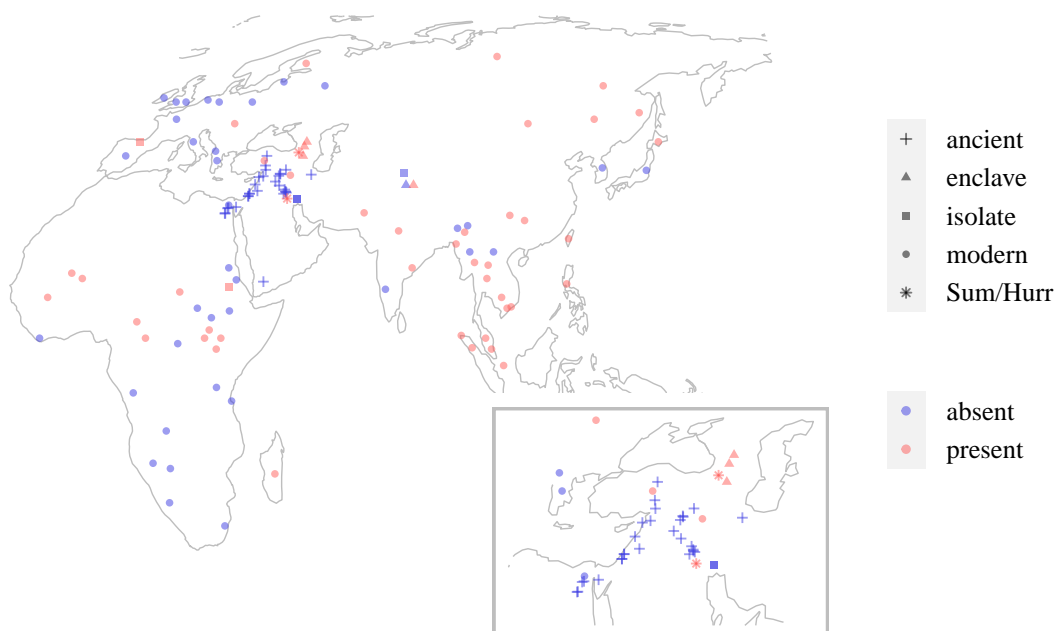 ancient
enclave
isolate
modern
Sum/Hurr
absent
present